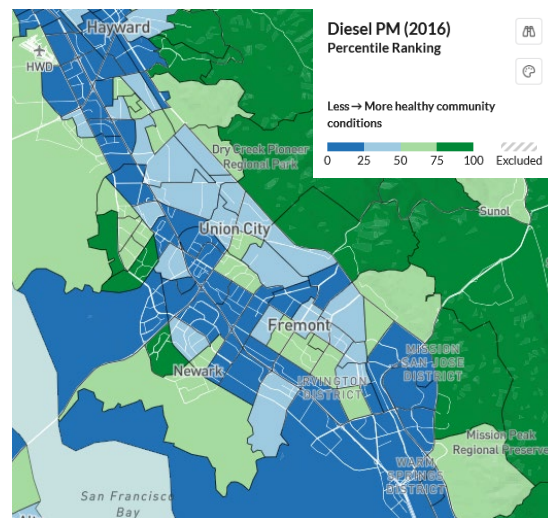 Diesel PM (2016)
Percentile Ranking
Less → More healthy community
conditions
0 25 50 75 100 Excluded
Hayward
HWD
Dry Creek Pioneer
Regional Park
Sunol
Union City
Fremont
MISSION
SAN JOSE
DISTRICT
Newark
IRVINGTON
DISTRICT
Mission Peak
Regional Preserve
WARM
SPRINGS
DISTRICT
San Francisco
Bay